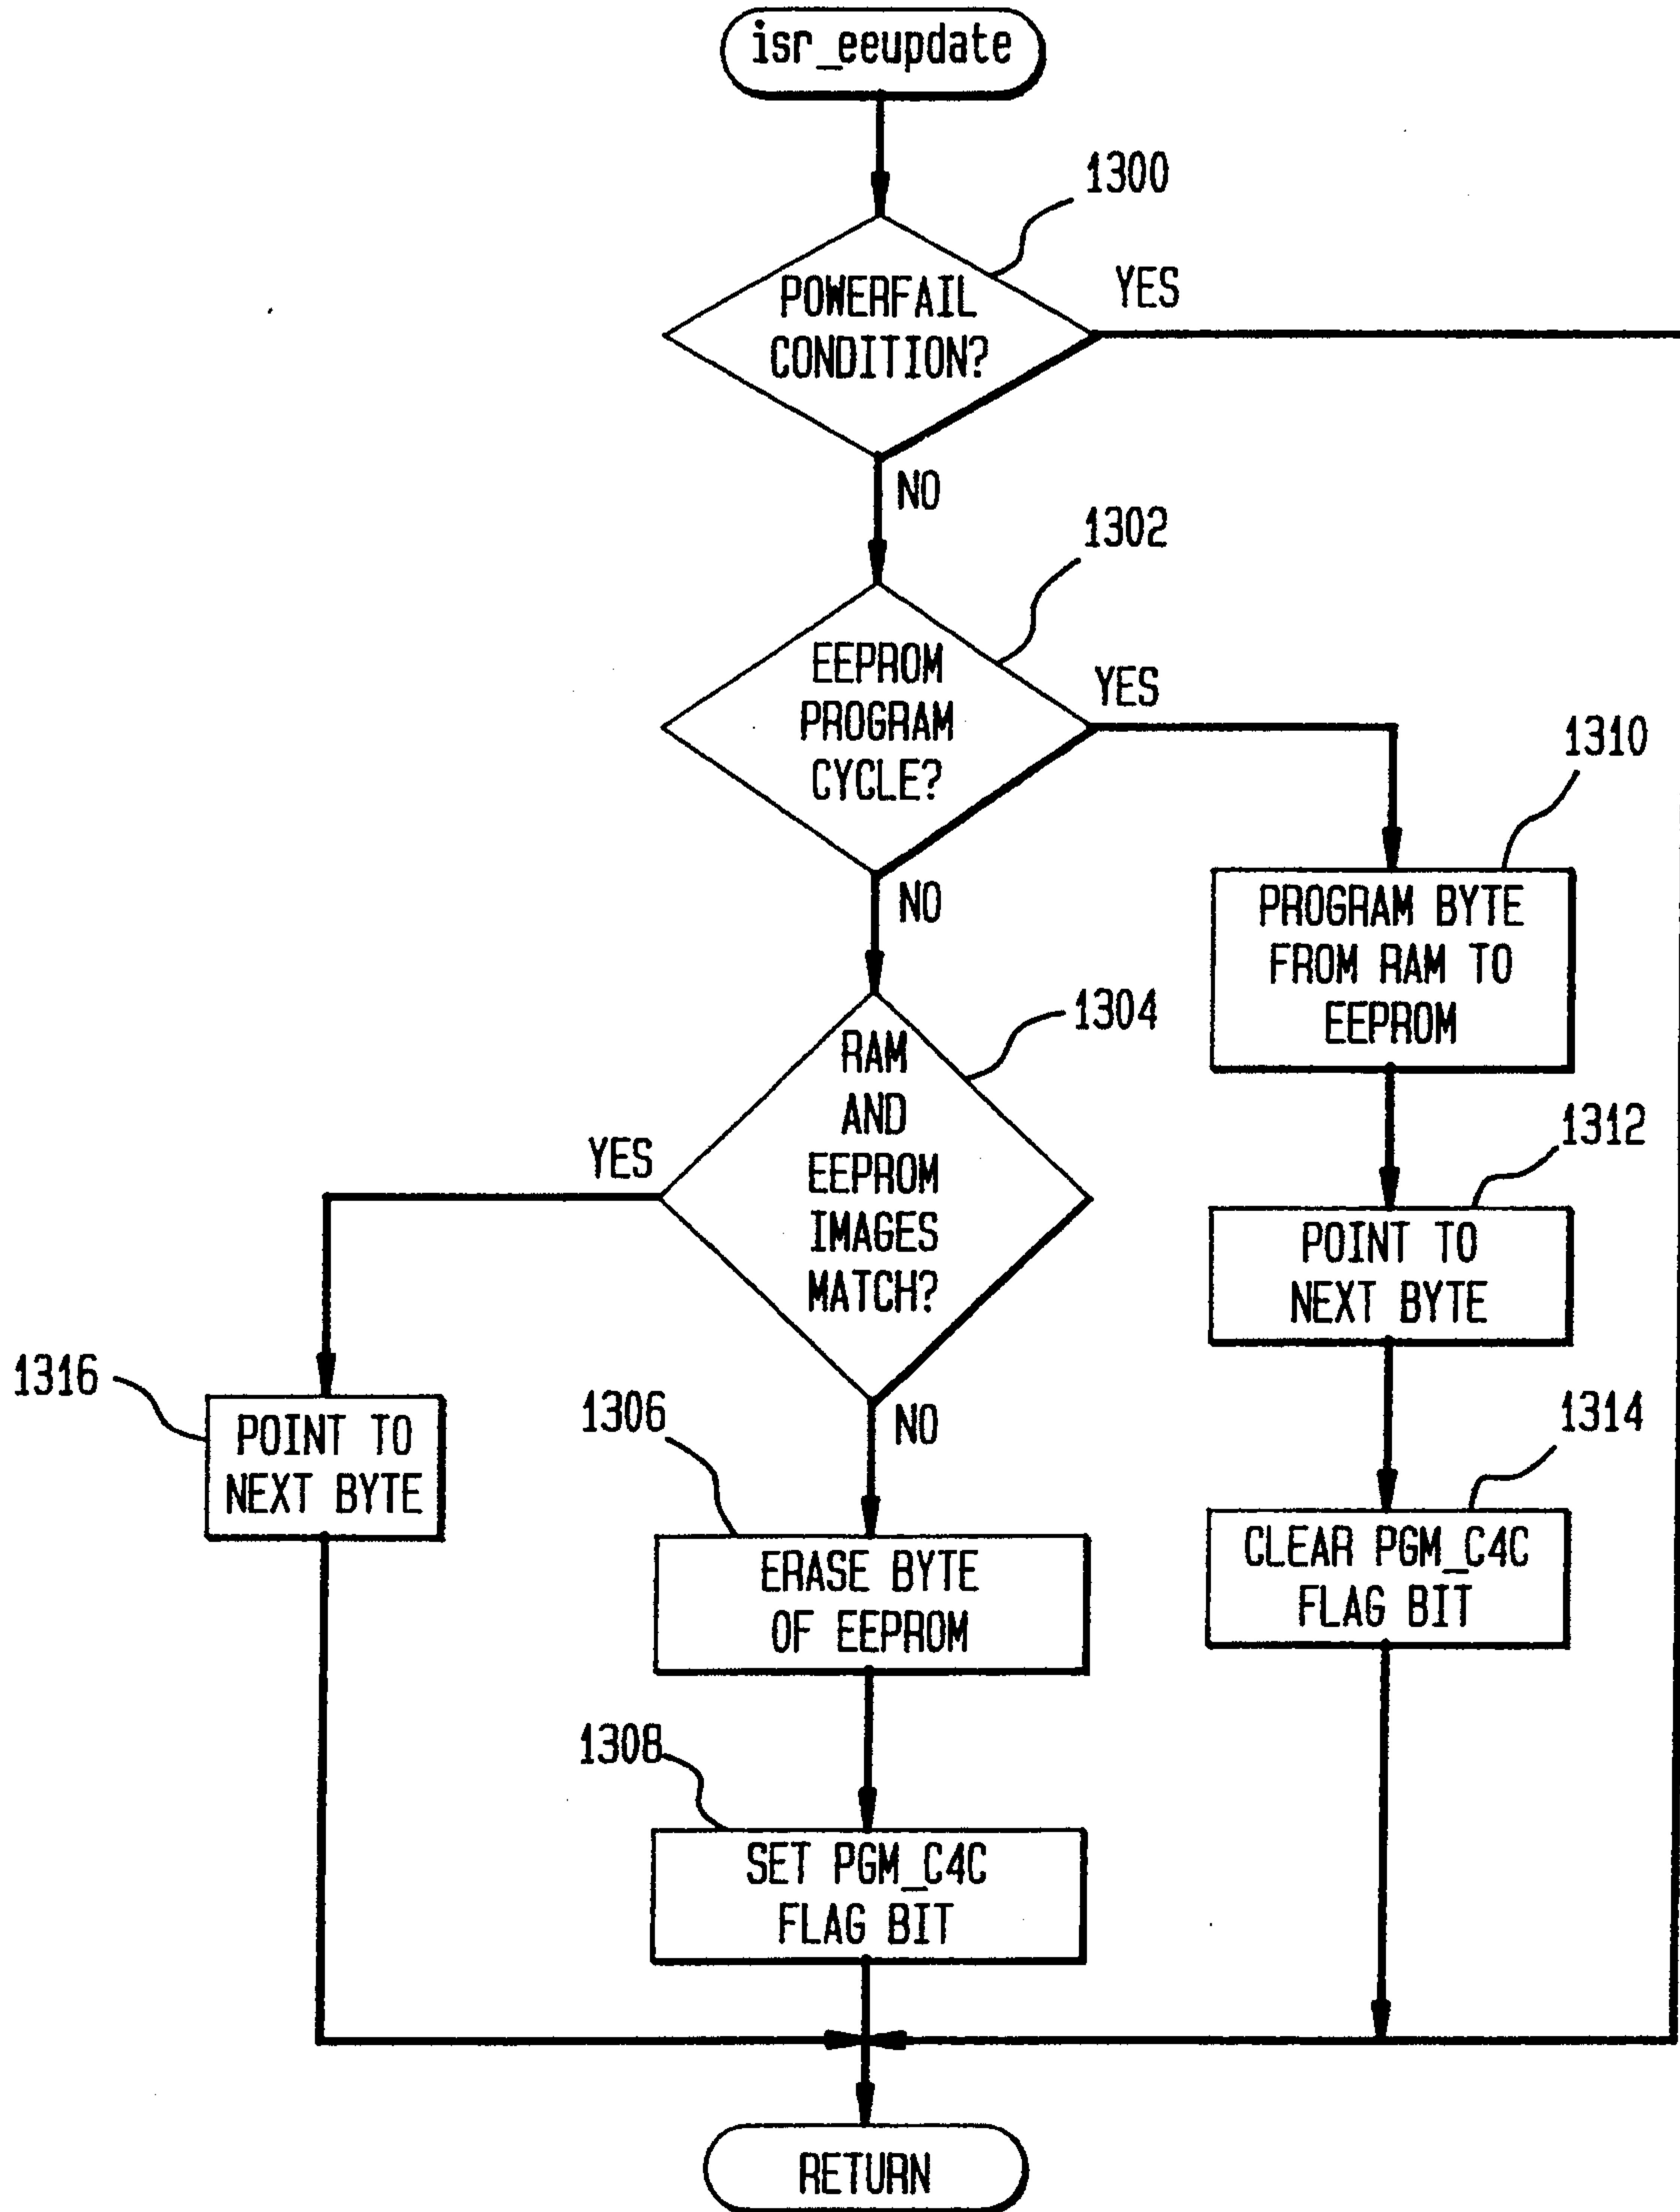 isr_eeupdate
1300
POWERFAIL
CONDITION?
YES
NO
1302
EEPROM
PROGRAM
CYCLE?
YES
NO
1310
PROGRAM BYTE
FROM RAM TO
EEPROM
1304
RAM
AND
EEPROM
IMAGES
MATCH?
YES
NO
1312
POINT TO
NEXT BYTE
1316
POINT TO
NEXT BYTE
1306
ERASE BYTE
OF EEPROM
1314
CLEAR PGM_C4C
FLAG BIT
1308
SET PGM_C4C
FLAG BIT
RETURN